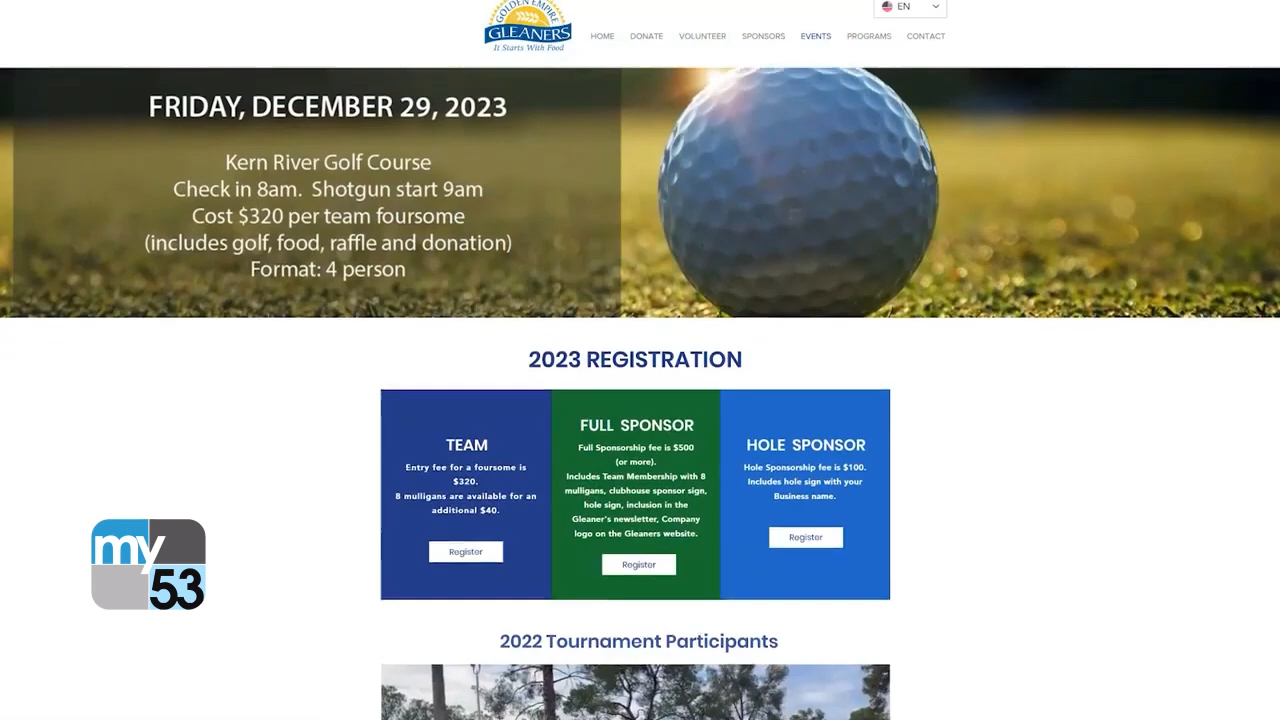 GOLDEN EMPIRE
GLEANERS
It Starts With Food
EN
HOME DONATE VOLUNTEER SPONSORS EVENTS PROGRAMS CONTACT
FRIDAY, DECEMBER 29, 2023
Kern River Golf Course
Check in 8am. Shotgun start 9am
Cost $320 per team foursome
(includes golf, food, raffle and donation)
Format: 4 person
2023 REGISTRATION
TEAM
Entry fee for a foursome is
$320.
8 mulligans are available for an
additional $40.
Register
FULL SPONSOR
Full Sponsorship fee is $500
(or more).
Includes Team Membership with 8
mulligans, clubhouse sponsor sign,
hole sign, inclusion in the
Gleaner's newsletter, Company
logo on the Gleaners website.
Register
HOLE SPONSOR
Hole Sponsorship fee is $100.
Includes hole sign with your
Business name.
Register
my
53
2022 Tournament Participants